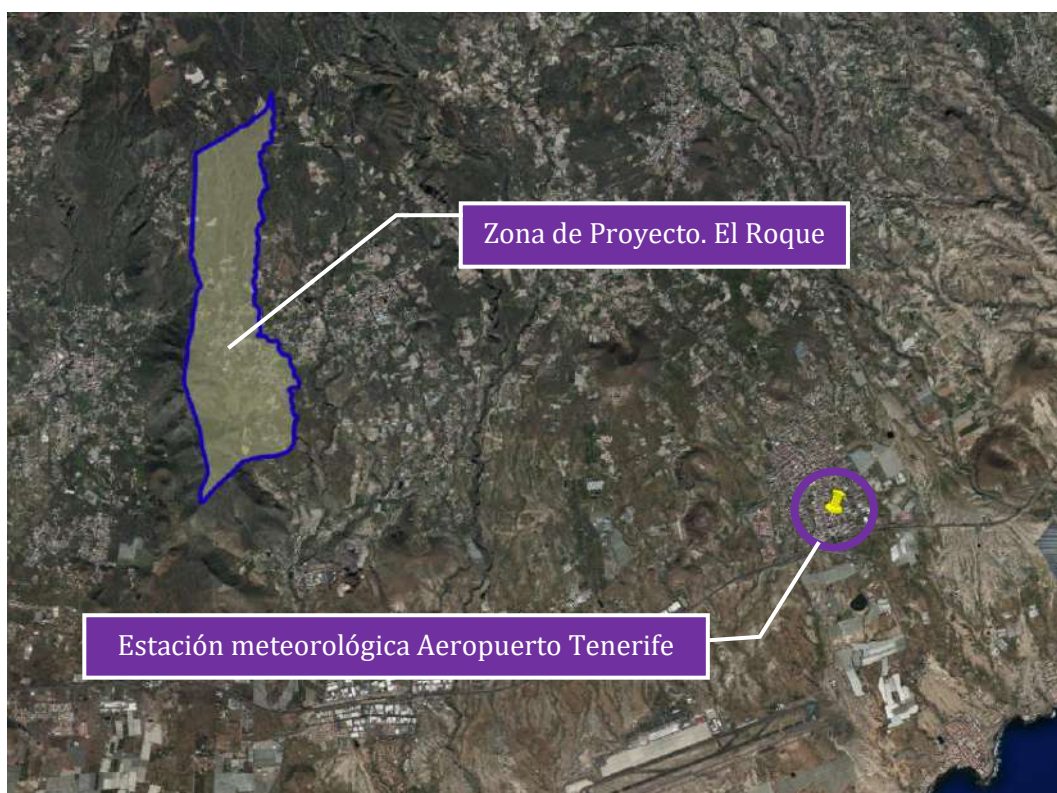 Zona de Proyecto. El Roque
Estación meteorológica Aeropuerto Tenerife